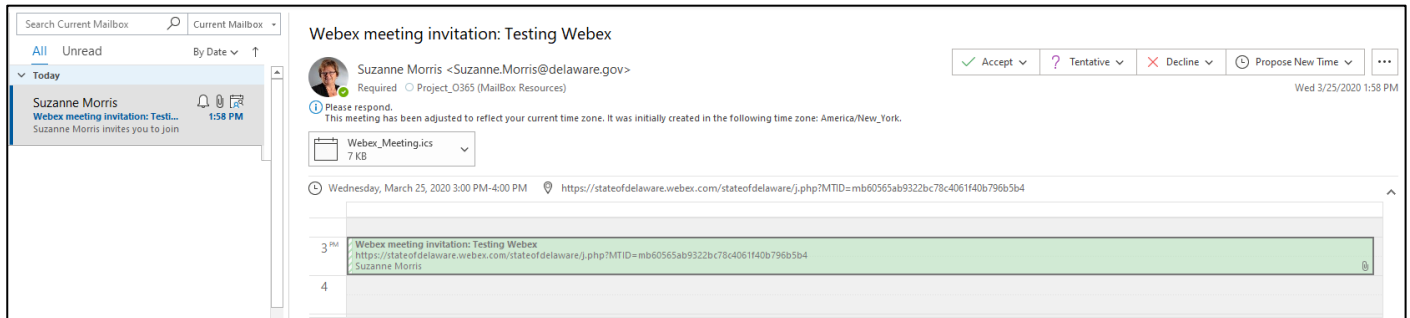 Search Current Mailbox Current Mailbox
All Unread By Date
Today
Suzanne Morris
Webex meeting invitation: Testi... 1:58 PM
Suzanne Morris invites you to join
Webex meeting invitation: Testing Webex
Suzanne Morris <Suzanne.Morris@delaware.gov>
Required Project_O365 (MailBox Resources)
Accept ? Tentative Decline Propose New Time ...
Wed 3/25/2020 1:58 PM
Please respond.
This meeting has been adjusted to reflect your current time zone. It was initially created in the following time zone: America/New_York.
Webex_Meeting.ics
7 KB
Wednesday, March 25, 2020 3:00 PM-4:00 PM https://stateofdelaware.webex.com/stateofdelaware/j.php?MTID=mb60565ab9322bc78c4061f40b796b5b4
3 PM Webex meeting invitation: Testing Webex
https://stateofdelaware.webex.com/stateofdelaware/j.php?MTID=mb60565ab9322bc78c4061f40b796b5b4
Suzanne Morris
4